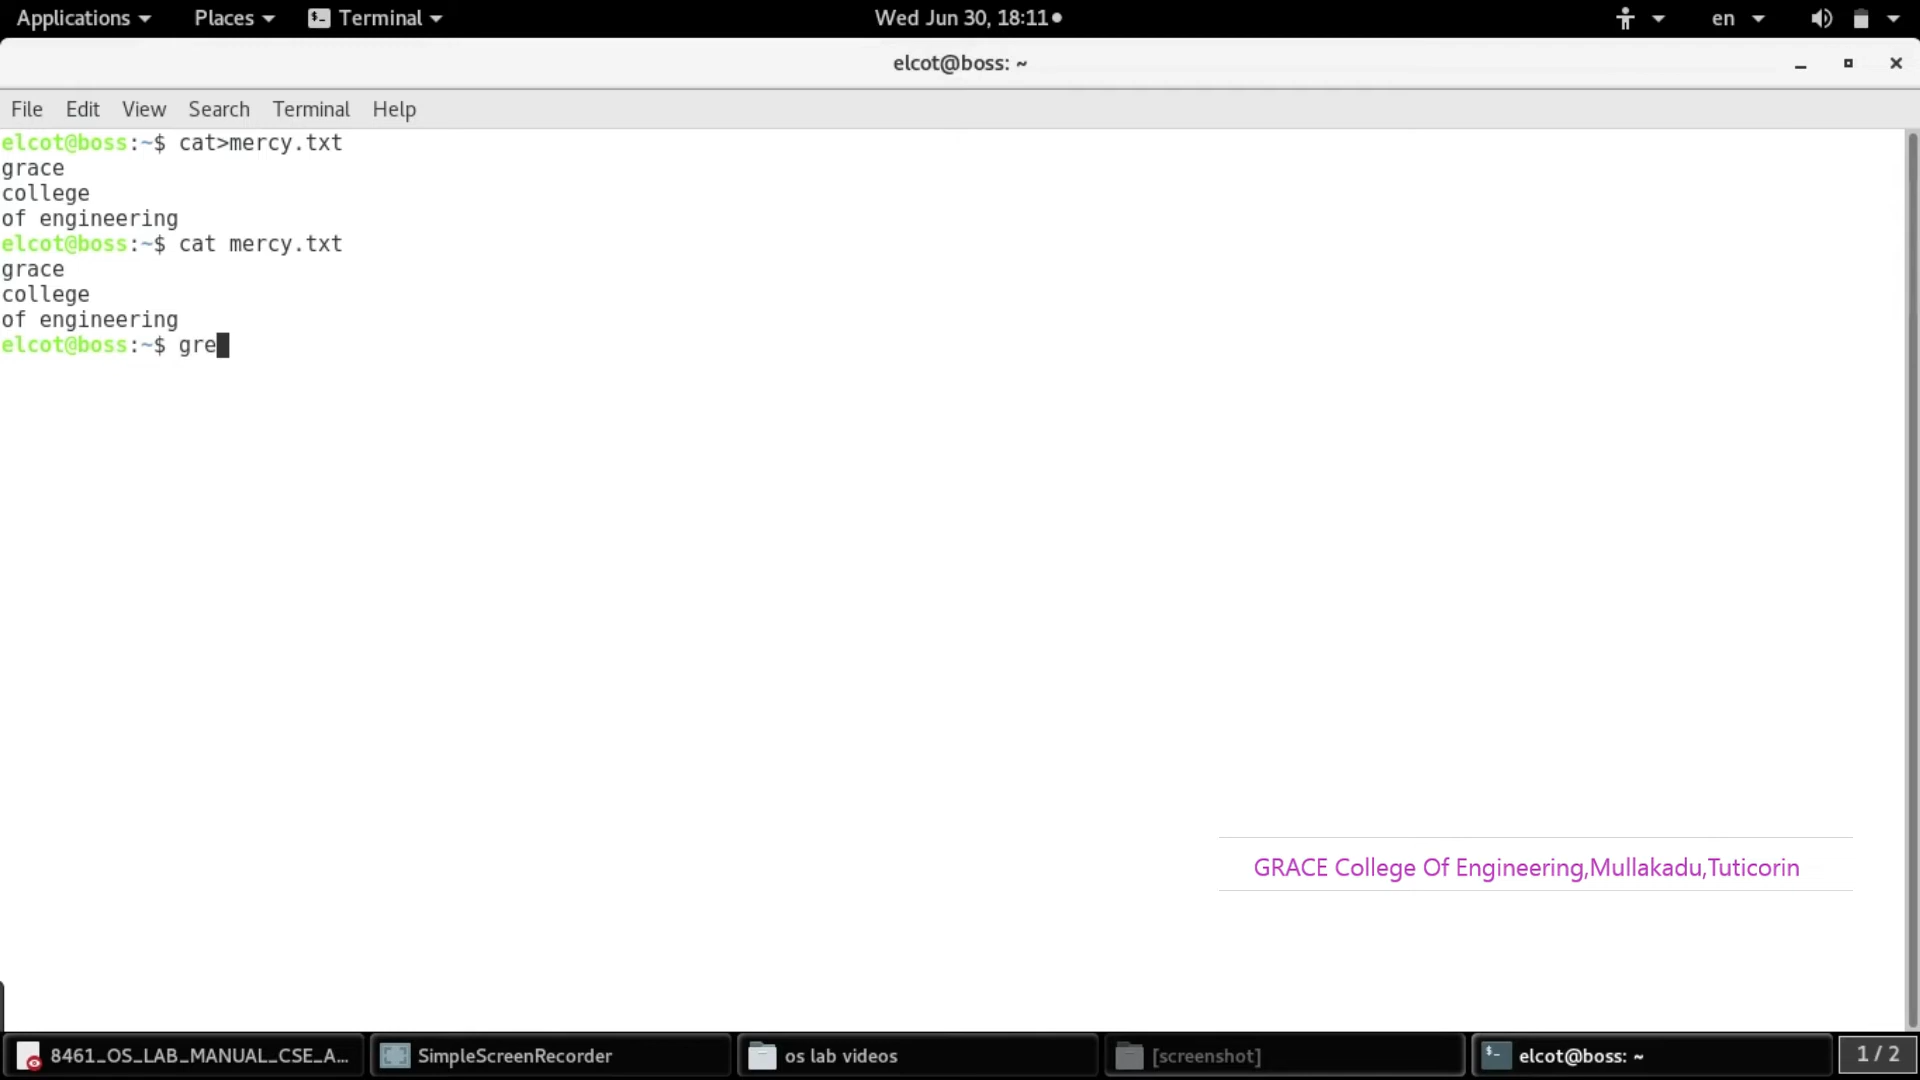 Applications Places Terminal Wed Jun 30, 18:11 en
elcot@boss: ~
File Edit View Search Terminal Help
elcot@boss:~$ cat>mercy.txt
grace
college
of engineering
elcot@boss:~$ cat mercy.txt
grace
college
of engineering
elcot@boss:~$ gre
GRACE College Of Engineering,Mullakadu,Tuticorin
8461_OS_LAB_MANUAL_CSE_A... SimpleScreenRecorder os lab videos [screenshot] elcot@boss: ~ 1 / 2